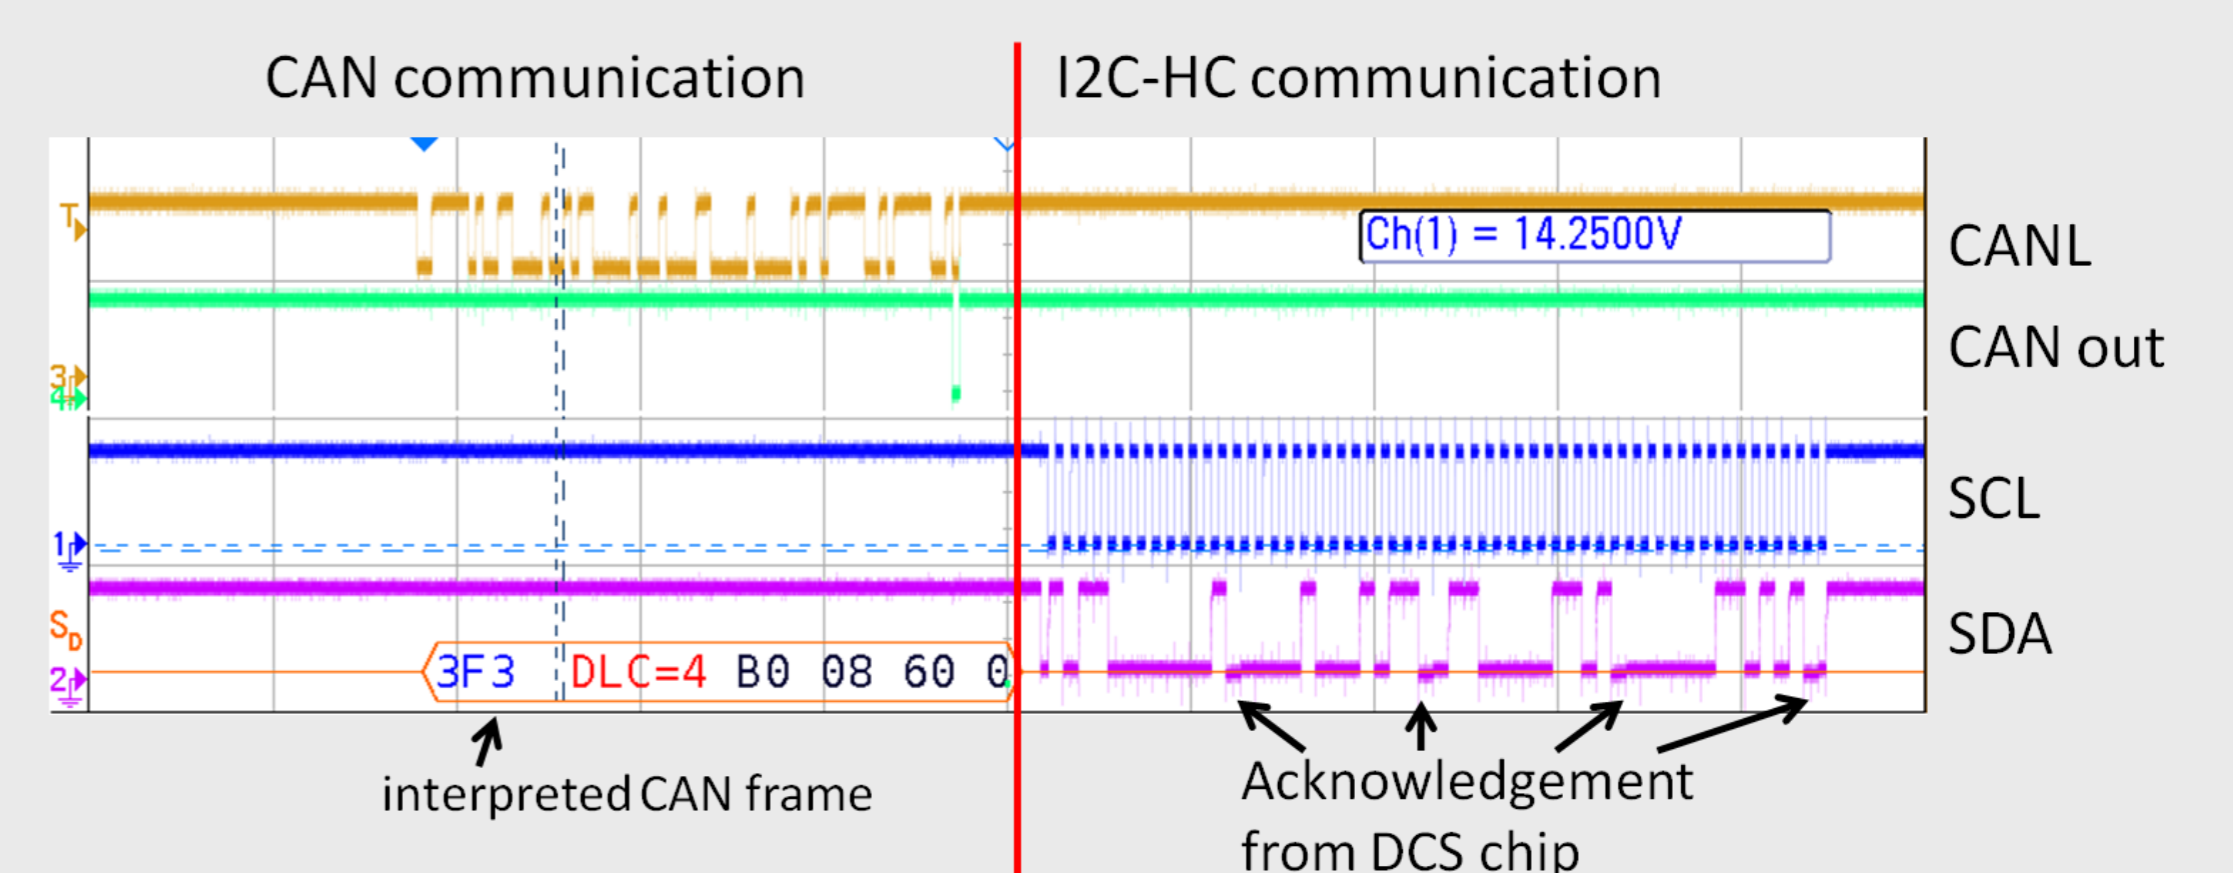 CAN communication
I2C-HC communication
T
Ch(1) = 14.2500V
CANL
CAN out
3
4
SCL
1
SD
SDA
2
3F3 DLC=4 B0 08 60 0
interpreted CAN frame
Acknowledgement
from DCS chip